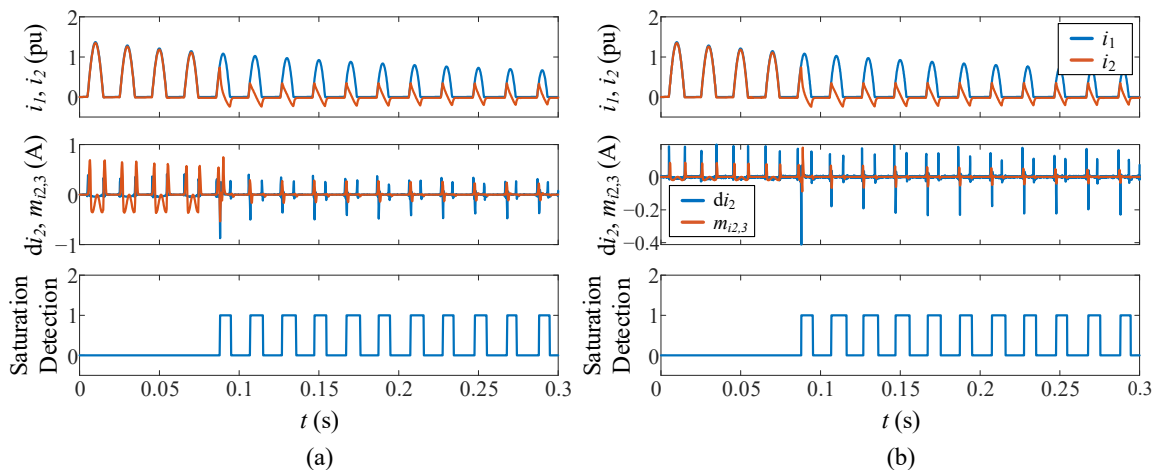 2
1
0
i1, i2 (pu)
1
0
−1
di2, mi2,3 (A)
2
1
0
Saturation
Detection
0 0.05 0.1 0.15 0.2 0.25 0.3
t (s)
(a)
2
1
0
i1, i2 (pu)
i1
i2
0
−0.2
−0.4
di2, mi2,3 (A)
di2
mi2,3
2
1
0
Saturation
Detection
0 0.05 0.1 0.15 0.2 0.25 0.3
t (s)
(b)